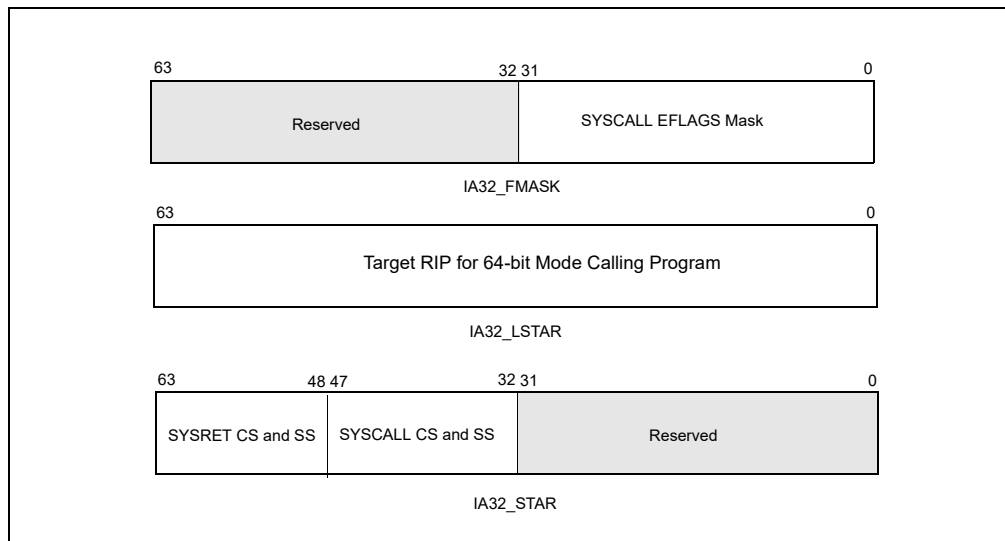 63 32 31 0
Reserved SYSCALL EFLAGS Mask
IA32_FMASK
63 0
Target RIP for 64-bit Mode Calling Program
IA32_LSTAR
63 48 47 32 31 0
SYSRET CS and SS SYSCALL CS and SS Reserved
IA32_STAR